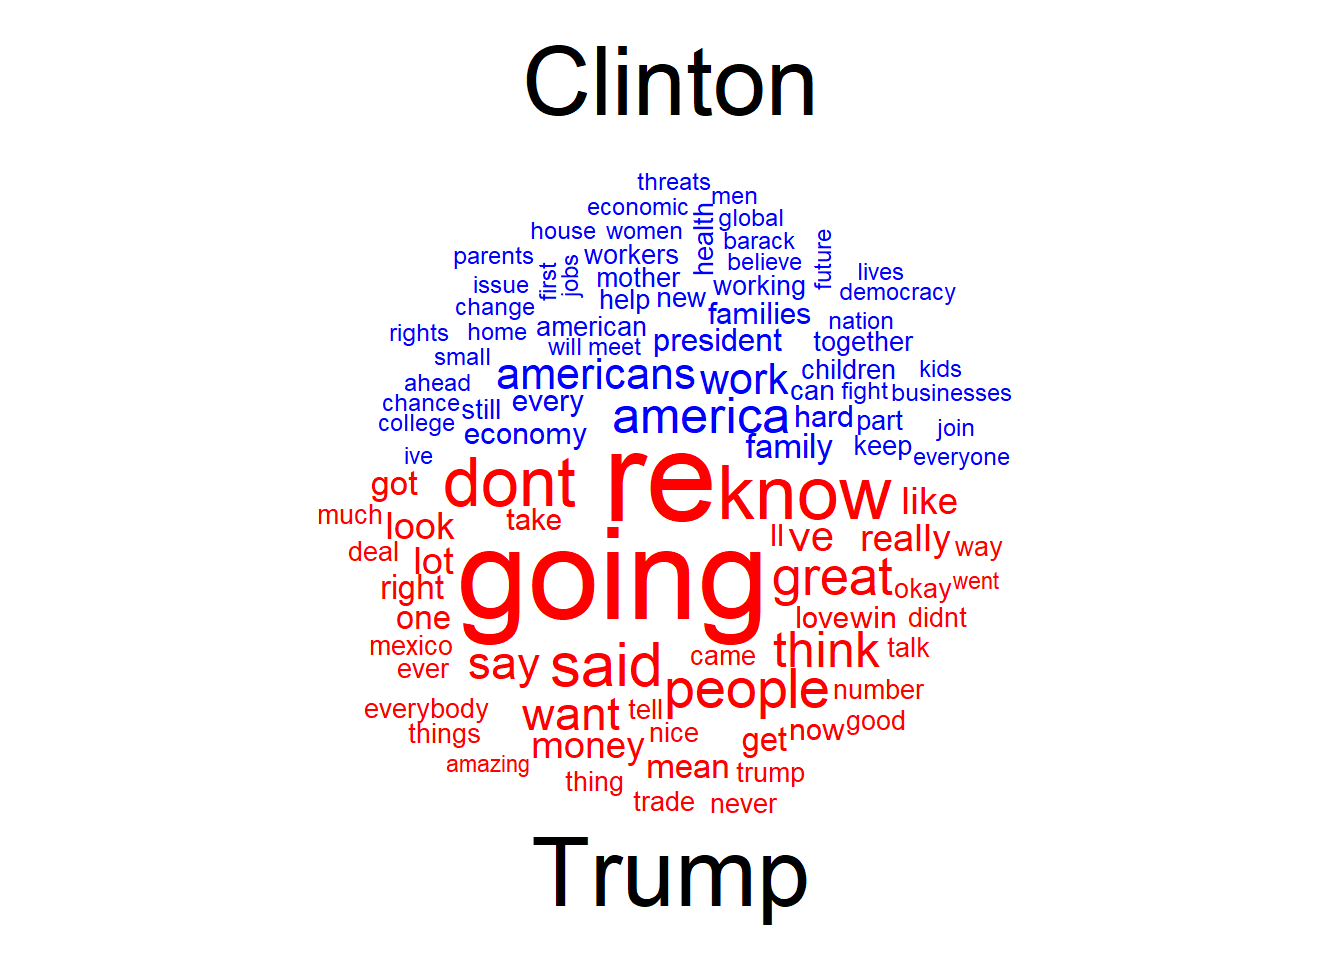 Clinton
threats
men
economic
health
global
house women
barack
parents
workers
believe
future
first
jobs
mother
lives
issue
working
democracy
change
help new
families
nation
rights
home
american
president
together
will meet
small
americans
work
children
kids
ahead
can
fight
businesses
chance
still
every
america
hard
part
college
economy
family
keep
join
ive
everyone
got
dont
re
know
like
much
look
take
ll
ve
really
way
deal
lot
going
great
okay
went
right
one
love
win
didnt
mexico
say
said
came
think
talk
ever
people
number
everybody
want
tell
things
money
nice
get
now
good
amazing
thing
mean
trump
trade
never
Trump